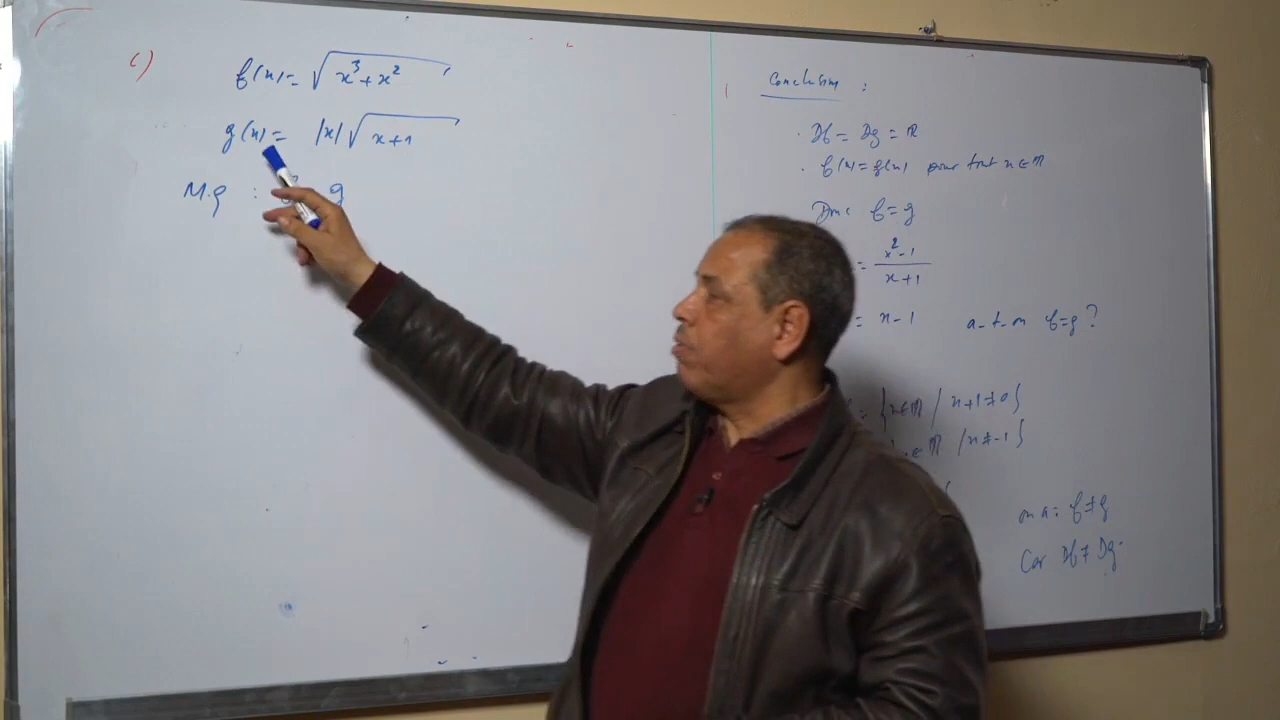 c)
f(x) = √(x³ + x²)
g(x) = |x| √(x+1)
M.q : g
Conclusion :
. Df = Dg = ℝ
. f(x) = g(x) pour tout x ∈ ℝ
Donc f = g
= x² - 1 / x + 1
= x - 1 a-t-on f = g ?
= {x ∈ ℝ / x + 1 ≠ 0}
∈ ℝ / x ≠ -1}
on a : f ≠ g
Car Df ≠ Dg.